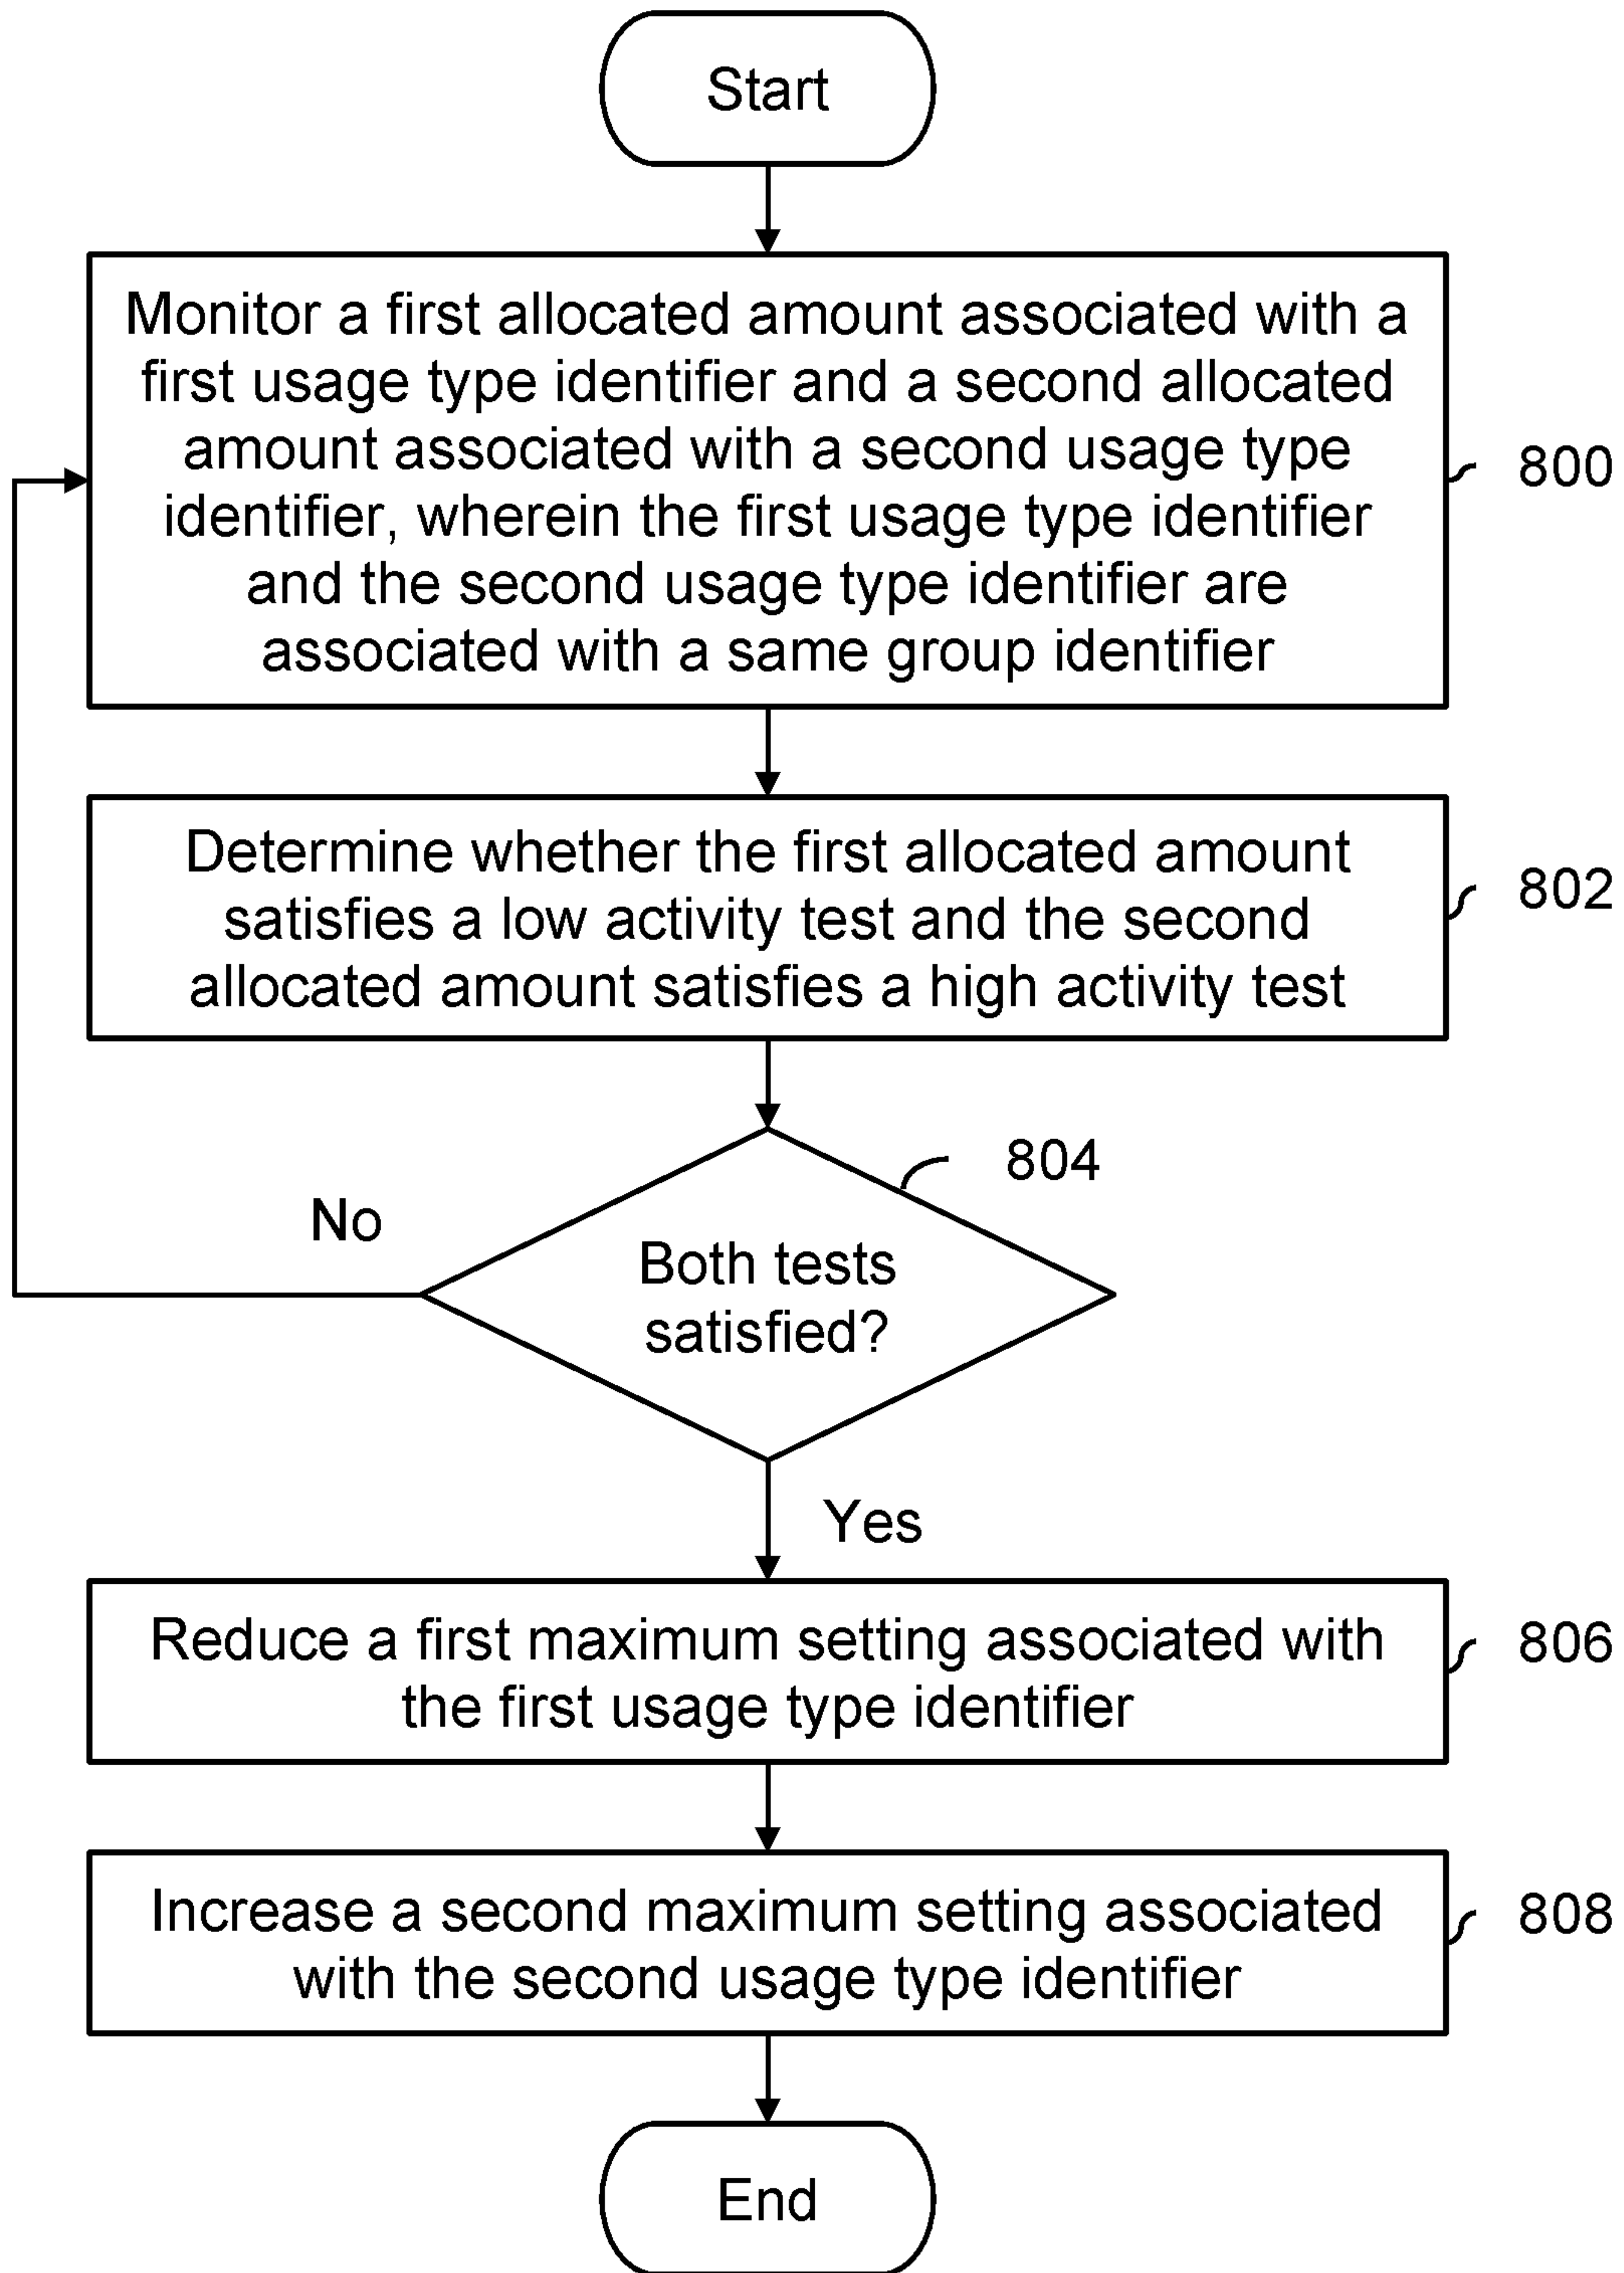 Start
Monitor a first allocated amount associated with a
first usage type identifier and a second allocated
amount associated with a second usage type
identifier, wherein the first usage type identifier
and the second usage type identifier are
associated with a same group identifier
800
Determine whether the first allocated amount
satisfies a low activity test and the second
allocated amount satisfies a high activity test
802
804
No
Both tests
satisfied?
Yes
Reduce a first maximum setting associated with
the first usage type identifier
806
Increase a second maximum setting associated
with the second usage type identifier
808
End